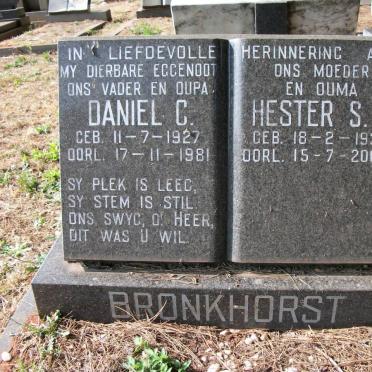 IN LIEFDEVOLLE
MY DIERBARE EGGENOOT
ONS VADER EN OUPA
DANIEL C.
GEB. 11-7-1927
OORL. 17-11-1981
SY PLEK IS LEEG,
SY STEM IS STIL.
ONS SWYG, O! HEER,
DIT WAS U WIL.
HERINNERING
ONS MOEDER
EN OUMA
HESTER S.
GEB. 18-2-
OORL. 15-7-
BRONKHORST